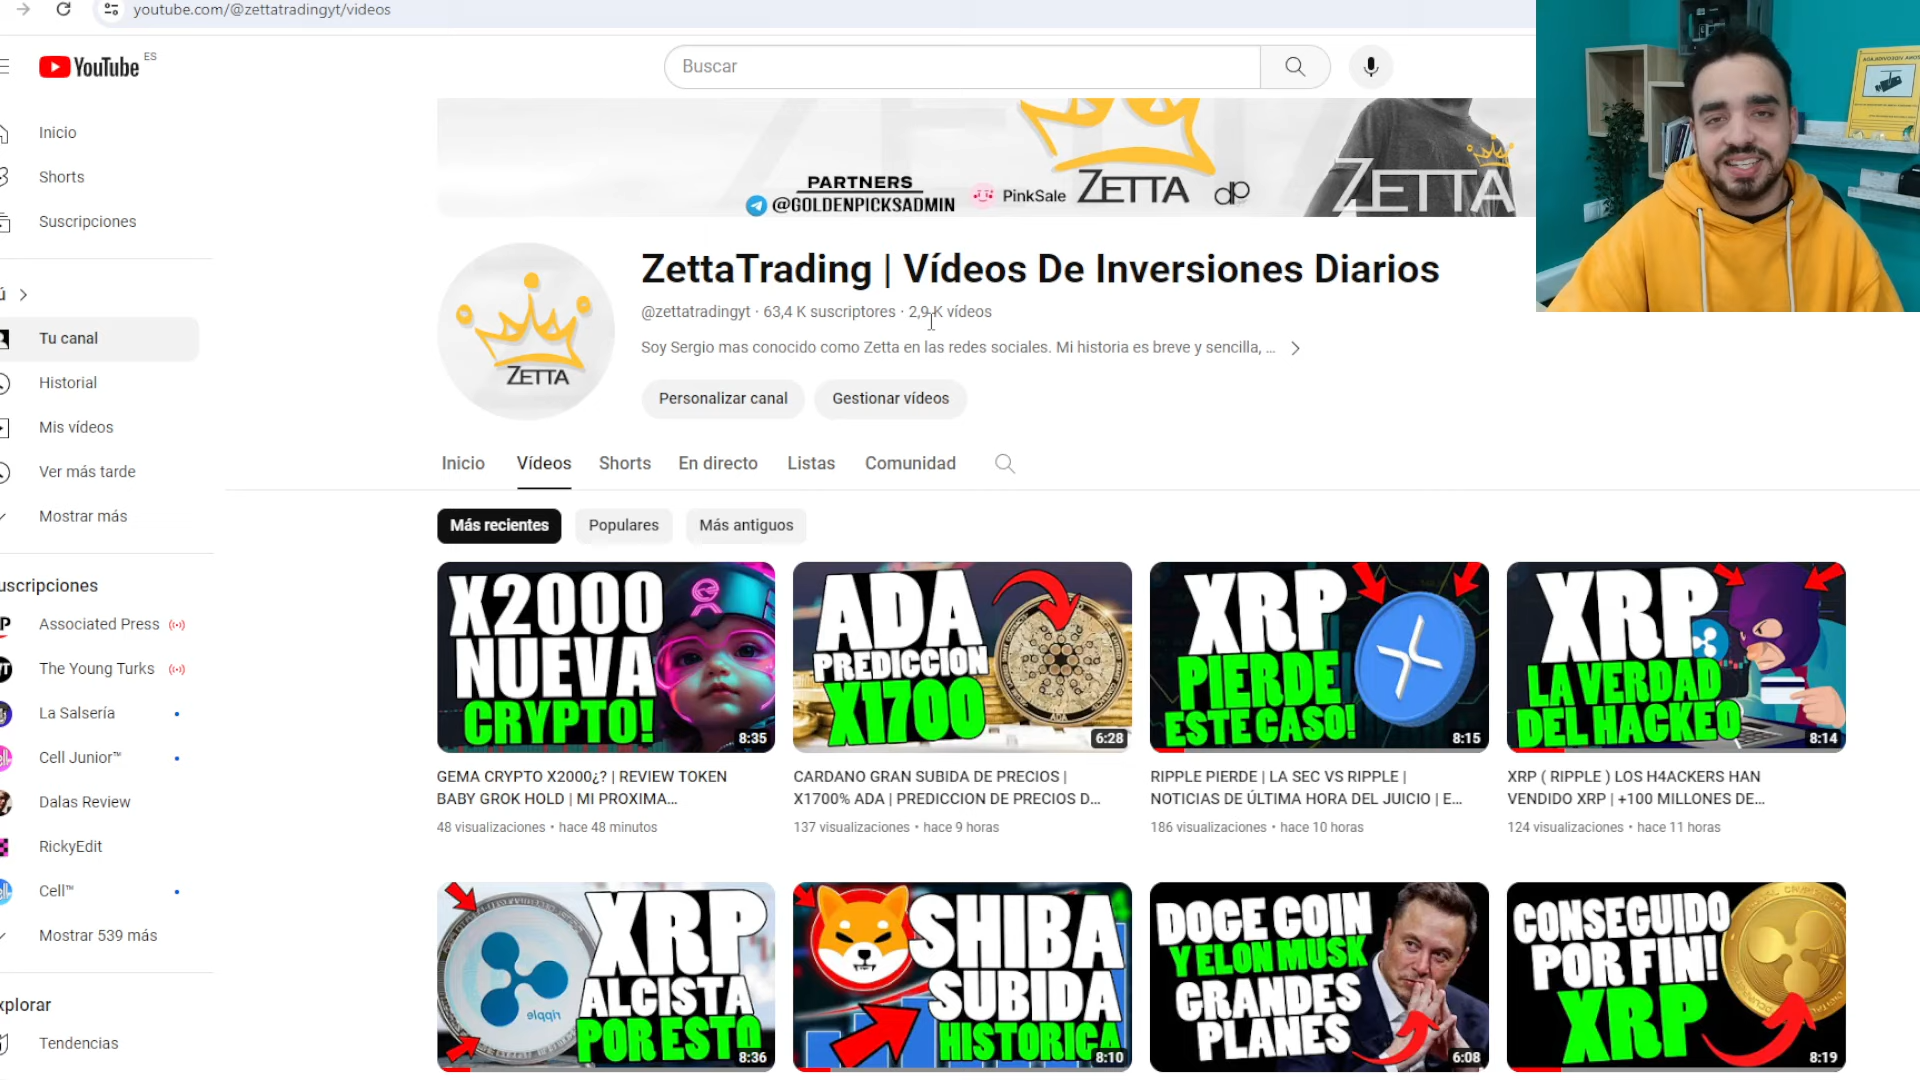 youtube.com/@zettatradingyt/videos
YouTube ES
Buscar
Inicio
Shorts
Suscripciones
Tu canal
Historial
Mis vídeos
Ver más tarde
Mostrar más
Associated Press
The Young Turks
La Salsería
Cell Junior™
Dalas Review
RickyEdit
Cell™
Mostrar 539 más
Tendencias
PARTNERS
@GOLDENPICKSADMIN
PinkSale
ZETTA
dp
ZETTA
ZETTA
ZettaTrading | Vídeos De Inversiones Diarios
@zettatradingyt · 63,4 K suscriptores · 2,9 K vídeos
Soy Sergio mas conocido como Zetta en las redes sociales. Mi historia es breve y sencilla, ...
Personalizar canal
Gestionar vídeos
Inicio
Vídeos
Shorts
En directo
Listas
Comunidad
Más recientes
Populares
Más antiguos
X2000
NUEVA
CRYPTO!
8:35
GEMA CRYPTO X2000¿? | REVIEW TOKEN
BABY GROK HOLD | MI PROXIMA...
48 visualizaciones • hace 48 minutos
ADA
PREDICCION
X1700
6:28
CARDANO GRAN SUBIDA DE PRECIOS |
X1700% ADA | PREDICCION DE PRECIOS D...
137 visualizaciones • hace 9 horas
XRP
PIERDE
ESTE CASO!
8:15
RIPPLE PIERDE | LA SEC VS RIPPLE |
NOTICIAS DE ÚLTIMA HORA DEL JUICIO | E...
186 visualizaciones • hace 10 horas
XRP
LA VERDAD
DEL HACKEO
8:14
XRP ( RIPPLE ) LOS H4ACKERS HAN
VENDIDO XRP | +100 MILLONES DE...
124 visualizaciones • hace 11 horas
XRP
ALCISTA
POR ESTO
ripple
8:36
SHIBA
SUBIDA
HISTORICA
8:10
DOGE COIN
Y ELON MUSK
GRANDES
PLANES
6:08
CONSEGUIDO
POR FIN!
XRP
8:19